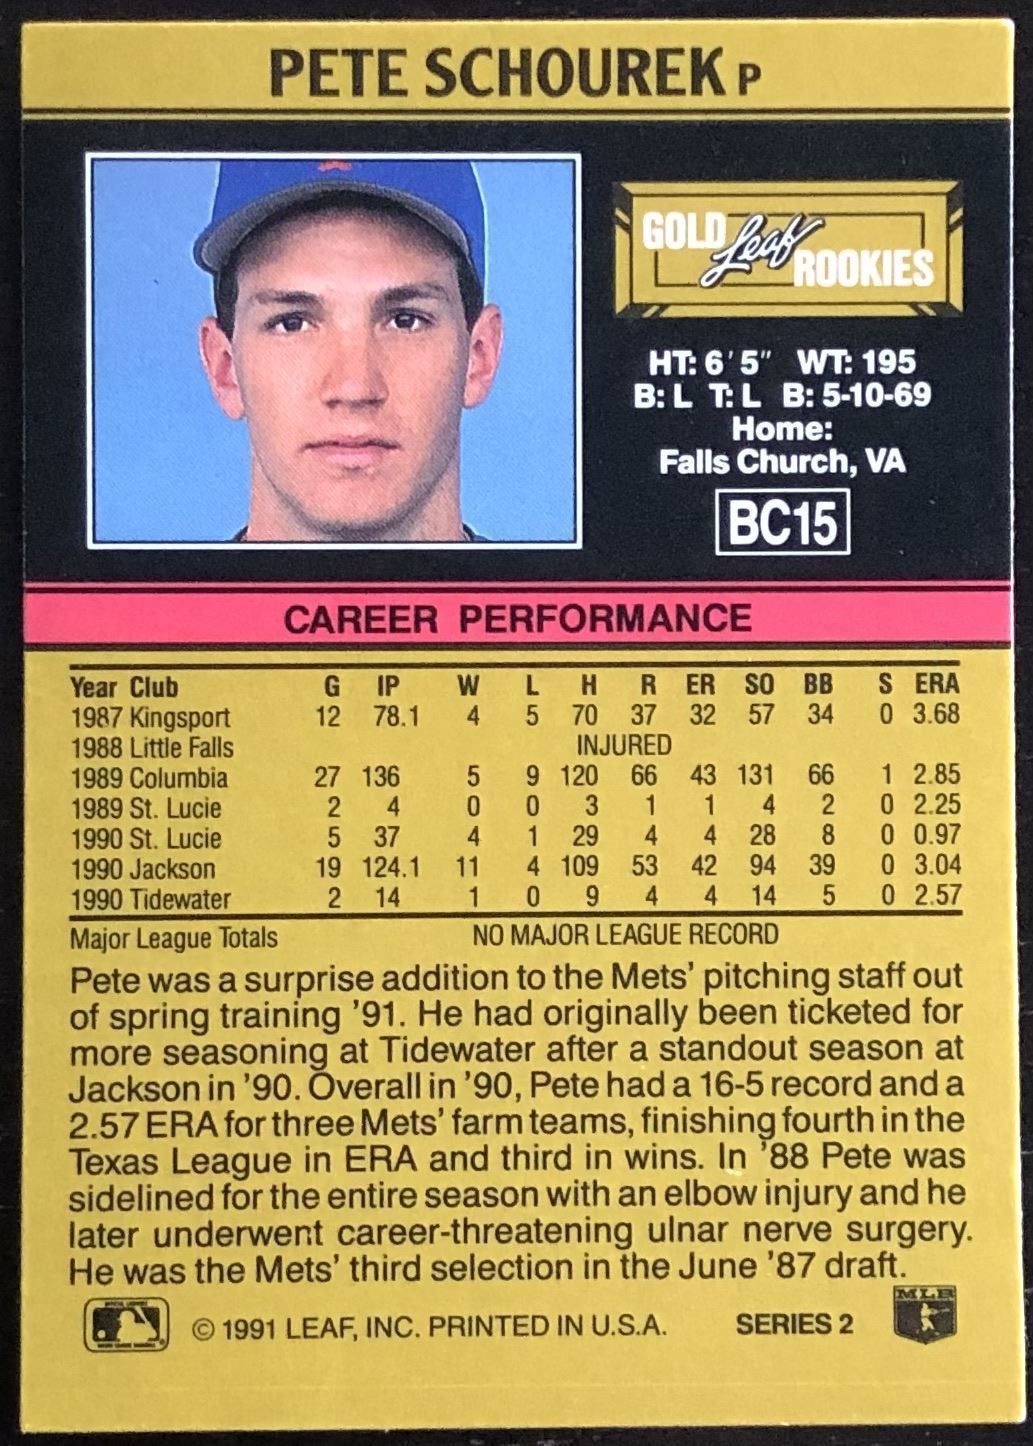 PETE SCHOUREK P
GOLD Leaf ROOKIES
HT: 6' 5" WT: 195
B: L T: L B: 5-10-69
Home:
Falls Church, VA
BC15
CAREER PERFORMANCE
Year Club G IP W L H R ER SO BB S ERA
1987 Kingsport 12 78.1 4 5 70 37 32 57 34 0 3.68
1988 Little Falls INJURED
1989 Columbia 27 136 5 9 120 66 43 131 66 1 2.85
1989 St. Lucie 2 4 0 0 3 1 1 4 2 0 2.25
1990 St. Lucie 5 37 4 1 29 4 4 28 8 0 0.97
1990 Jackson 19 124.1 11 4 109 53 42 94 39 0 3.04
1990 Tidewater 2 14 1 0 9 4 4 14 5 0 2.57
Major League Totals NO MAJOR LEAGUE RECORD
Pete was a surprise addition to the Mets' pitching staff out
of spring training '91. He had originally been ticketed for
more seasoning at Tidewater after a standout season at
Jackson in '90. Overall in '90, Pete had a 16-5 record and a
2.57 ERA for three Mets' farm teams, finishing fourth in the
Texas League in ERA and third in wins. In '88 Pete was
sidelined for the entire season with an elbow injury and he
later underwent career-threatening ulnar nerve surgery.
He was the Mets' third selection in the June '87 draft.
© 1991 LEAF, INC. PRINTED IN U.S.A. SERIES 2